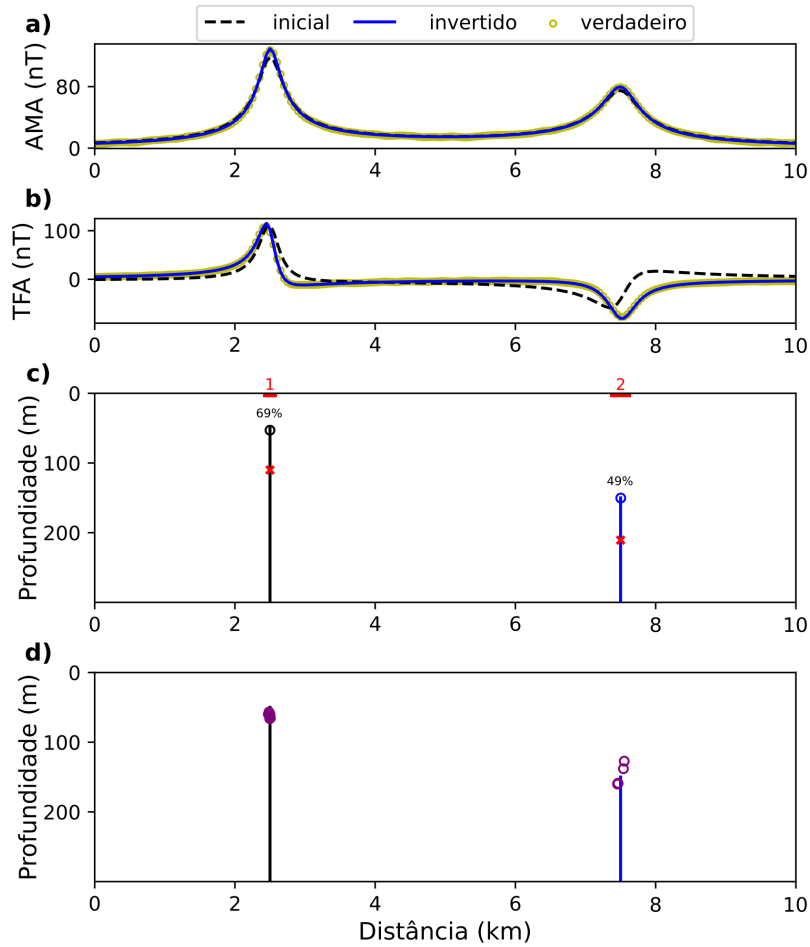 a)
inicial invertido verdadeiro
AMA (nT)
80
0
0 2 4 6 8 10
b)
TFA (nT)
100
0
0 2 4 6 8 10
c)
Profundidade (m)
0
100
200
1 2
69%
49%
0 2 4 6 8 10
d)
Profundidade (m)
0
100
200
0 2 4 6 8 10
Distância (km)